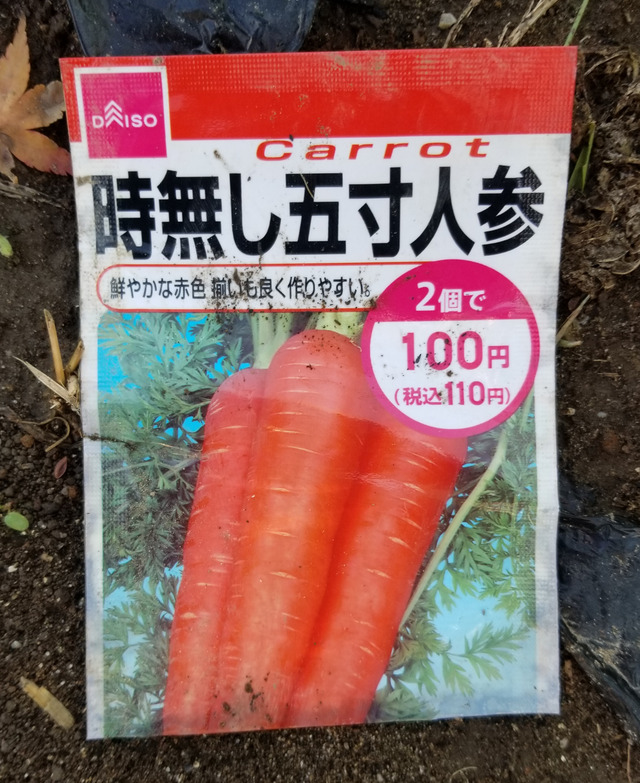 DAISO
Carrot
時無し五寸人参
鮮やかな赤色 揃いも良く作りやすい。
2個で
100円
(税込110円)